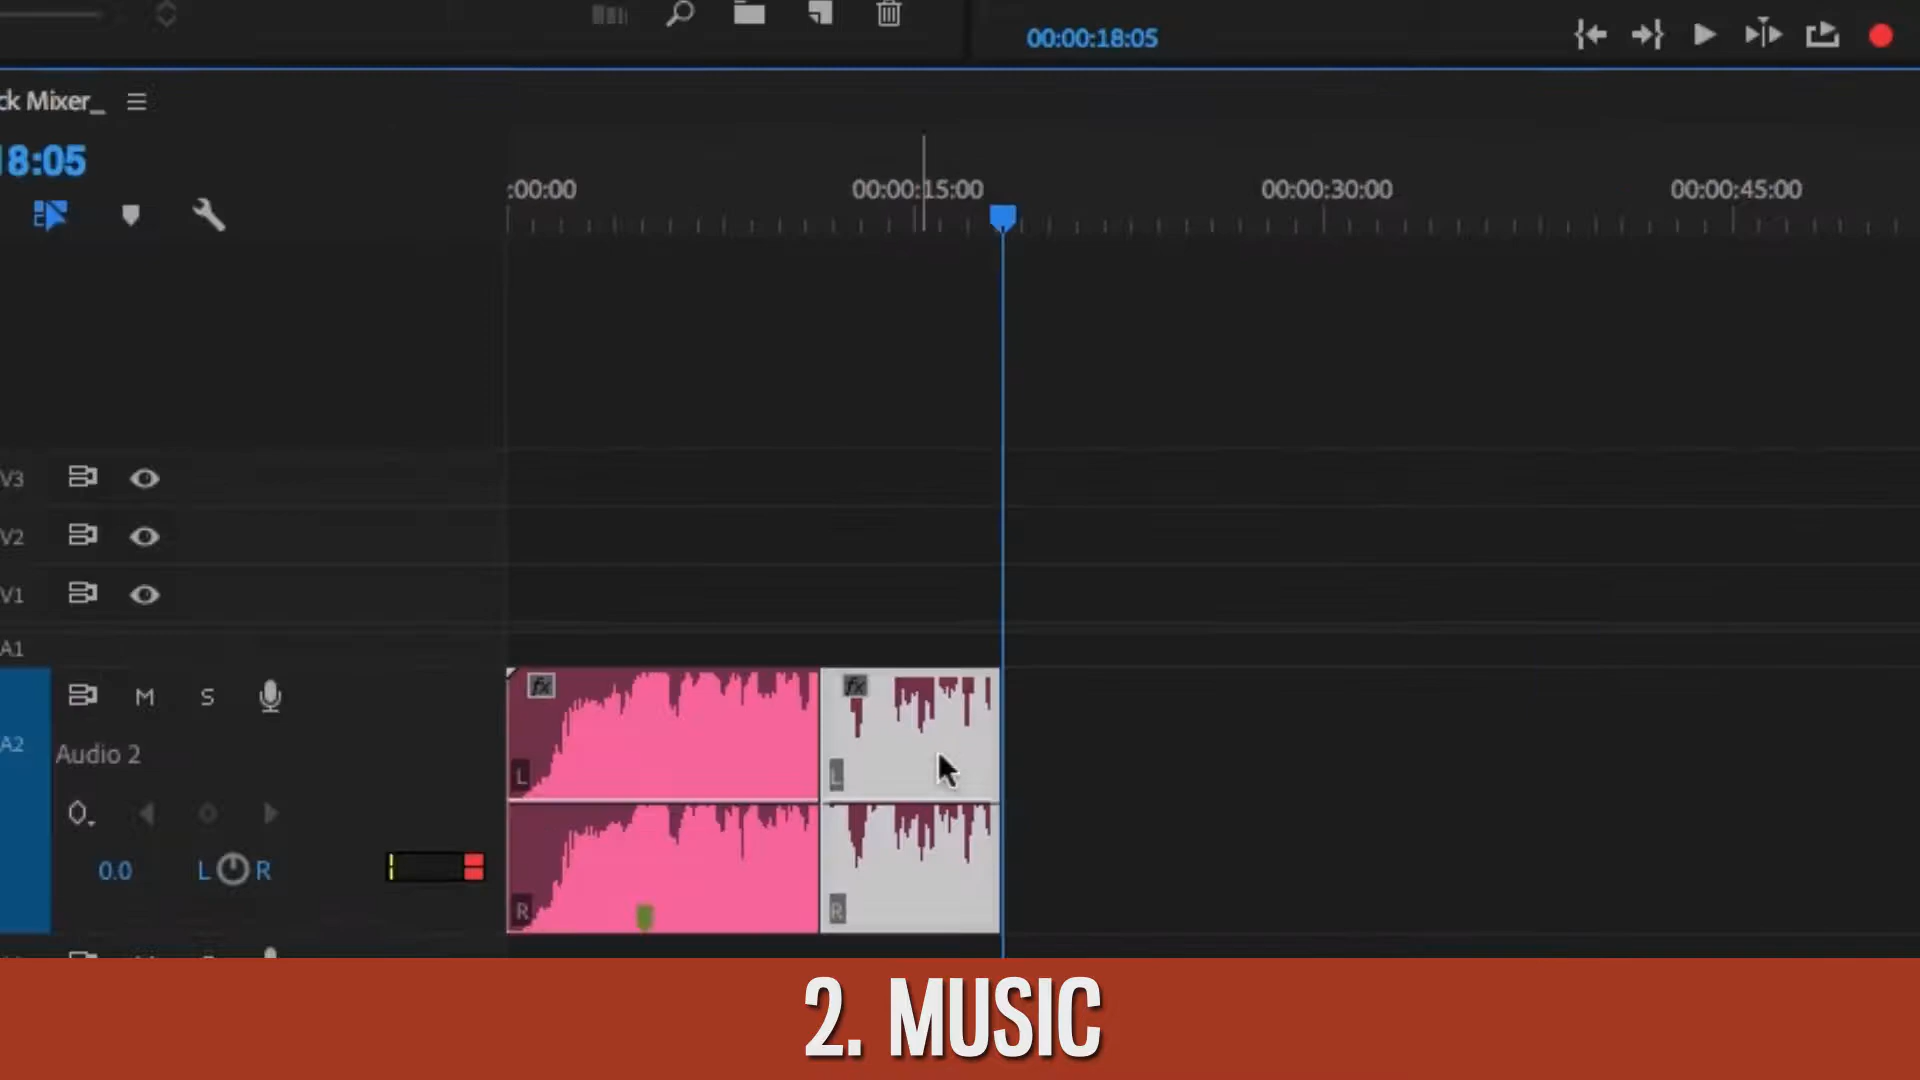 00:00:18:05
ck Mixer_
18:05
:00:00 00:00:15:00 00:00:30:00 00:00:45:00
V3
V2
V1
A1
fx fx
M S
A2
Audio 2
L L
0.0 L R
R R
2. MUSIC